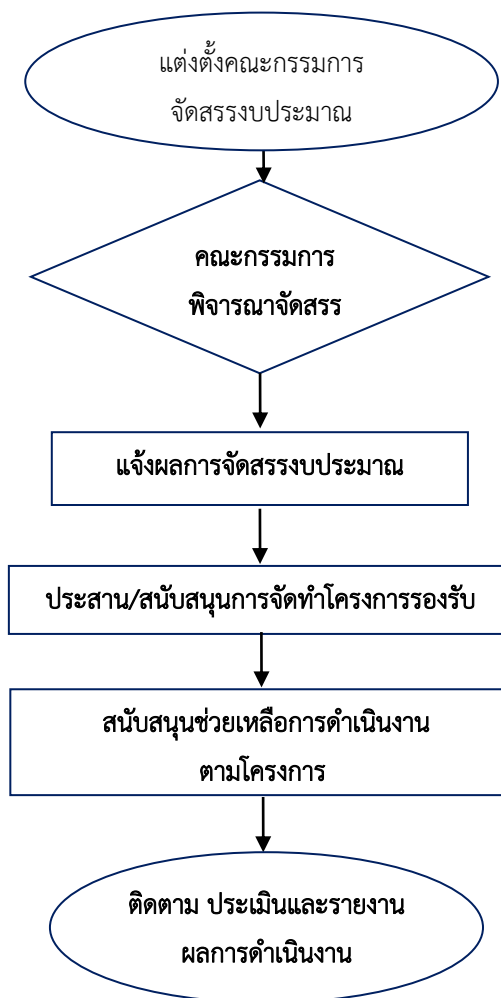 แต่งตั้งคณะกรรมการ
จัดสรรงบประมาณ
คณะกรรมการ
พิจารณาจัดสรร
แจ้งผลการจัดสรรงบประมาณ
ประสาน/สนับสนุนการจัดทำโครงการรองรับ
สนับสนุนช่วยเหลือการดำเนินงาน
ตามโครงการ
ติดตาม ประเมินและรายงาน
ผลการดำเนินงาน